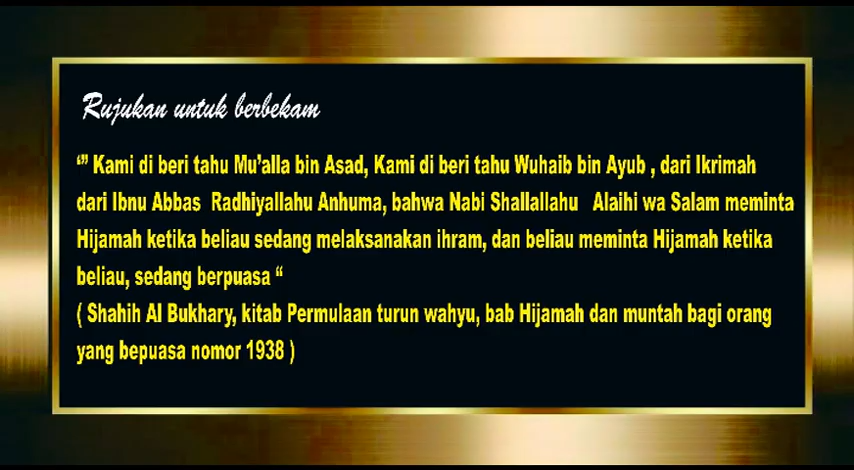 Rujukan untuk berbekam
“” Kami di beri tahu Mu’alla bin Asad, Kami di beri tahu Wuhaib bin Ayub , dari Ikrimah
dari Ibnu Abbas Radhiyallahu Anhuma, bahwa Nabi Shallallahu Alaihi wa Salam meminta
Hijamah ketika beliau sedang melaksanakan ihram, dan beliau meminta Hijamah ketika
beliau, sedang berpuasa “
( Shahih Al Bukhary, kitab Permulaan turun wahyu, bab Hijamah dan muntah bagi orang
yang bepuasa nomor 1938 )